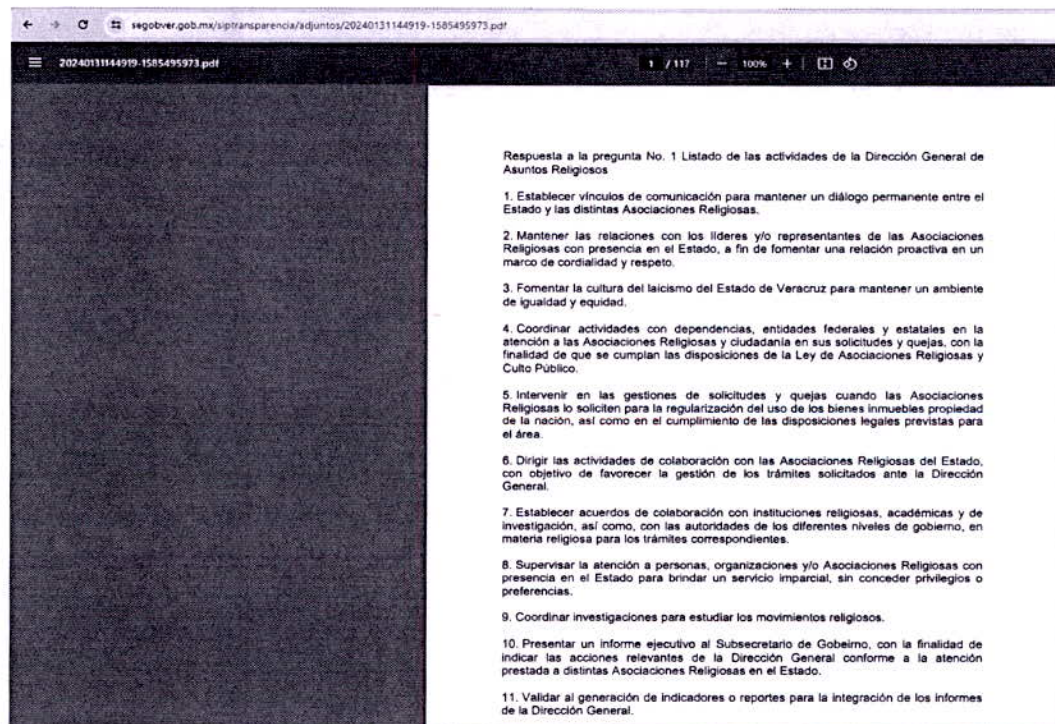 segobver.gob.mx/siptransparencia/adjuntos/20240131144919-1585495973.pdf
20240131144919-1585495973.pdf
1 / 117
100%
Respuesta a la pregunta No. 1 Listado de las actividades de la Dirección General de
Asuntos Religiosos
1. Establecer vínculos de comunicación para mantener un diálogo permanente entre el
Estado y las distintas Asociaciones Religiosas.
2. Mantener las relaciones con los líderes y/o representantes de las Asociaciones
Religiosas con presencia en el Estado, a fin de fomentar una relación proactiva en un
marco de cordialidad y respeto.
3. Fomentar la cultura del laicismo del Estado de Veracruz para mantener un ambiente
de igualdad y equidad.
4. Coordinar actividades con dependencias, entidades federales y estatales en la
atención a las Asociaciones Religiosas y ciudadanía en sus solicitudes y quejas, con la
finalidad de que se cumplan las disposiciones de la Ley de Asociaciones Religiosas y
Culto Público.
5. Intervenir en las gestiones de solicitudes y quejas cuando las Asociaciones
Religiosas lo soliciten para la regularización del uso de los bienes inmuebles propiedad
de la nación, así como en el cumplimiento de las disposiciones legales previstas para
el área.
6. Dirigir las actividades de colaboración con las Asociaciones Religiosas del Estado,
con objetivo de favorecer la gestión de los trámites solicitados ante la Dirección
General.
7. Establecer acuerdos de colaboración con instituciones religiosas, académicas y de
investigación, así como, con las autoridades de los diferentes niveles de gobierno, en
materia religiosa para los trámites correspondientes.
8. Supervisar la atención a personas, organizaciones y/o Asociaciones Religiosas con
presencia en el Estado para brindar un servicio imparcial, sin conceder privilegios o
preferencias.
9. Coordinar investigaciones para estudiar los movimientos religiosos.
10. Presentar un informe ejecutivo al Subsecretario de Gobeirno, con la finalidad de
indicar las acciones relevantes de la Dirección General conforme a la atención
prestada a distintas Asociaciones Religiosas en el Estado.
11. Validar al generación de indicadores o reportes para la integración de los informes
de la Dirección General.